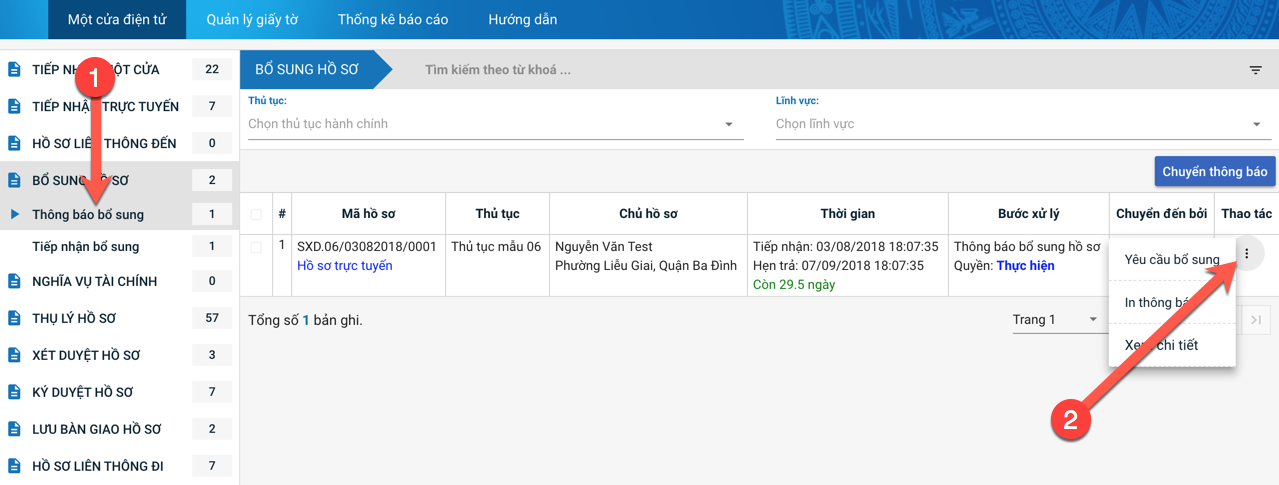 Một cửa điện tử
Quản lý giấy tờ
Thống kê báo cáo
Hướng dẫn
TIẾP NH ỘT CỬA 22
TIẾP NHẬ TRỰC TUYẾN 7
HỒ SƠ LIÊ THÔNG ĐẾN 0
BỔ SUNG HỒ SƠ 2
Thông báo bổ sung 1
Tiếp nhận bổ sung 1
NGHĨA VỤ TÀI CHÍNH 0
THỤ LÝ HỒ SƠ 57
XÉT DUYỆT HỒ SƠ 3
KÝ DUYỆT HỒ SƠ 7
LƯU BÀN GIAO HỒ SƠ 2
HỒ SƠ LIÊN THÔNG ĐI 7
1
BỔ SUNG HỒ SƠ
Tìm kiếm theo từ khoá ...
Thủ tục:
Chọn thủ tục hành chính
Lĩnh vực:
Chọn lĩnh vực
Chuyển thông báo
# Mã hồ sơ Thủ tục Chủ hồ sơ Thời gian Bước xử lý Chuyển đến bởi Thao tác
1 SXD.06/03082018/0001 Thủ tục mẫu 06 Nguyễn Văn Test Tiếp nhận: 03/08/2018 18:07:35 Thông báo bổ sung hồ sơ
Hồ sơ trực tuyến Phường Liễu Giai, Quận Ba Đình Hẹn trả: 07/09/2018 18:07:35 Quyền: Thực hiện
Còn 29.5 ngày
Yêu cầu bổ sung
In thông bá
Xe chi tiết
Tổng số 1 bản ghi.
Trang 1
2